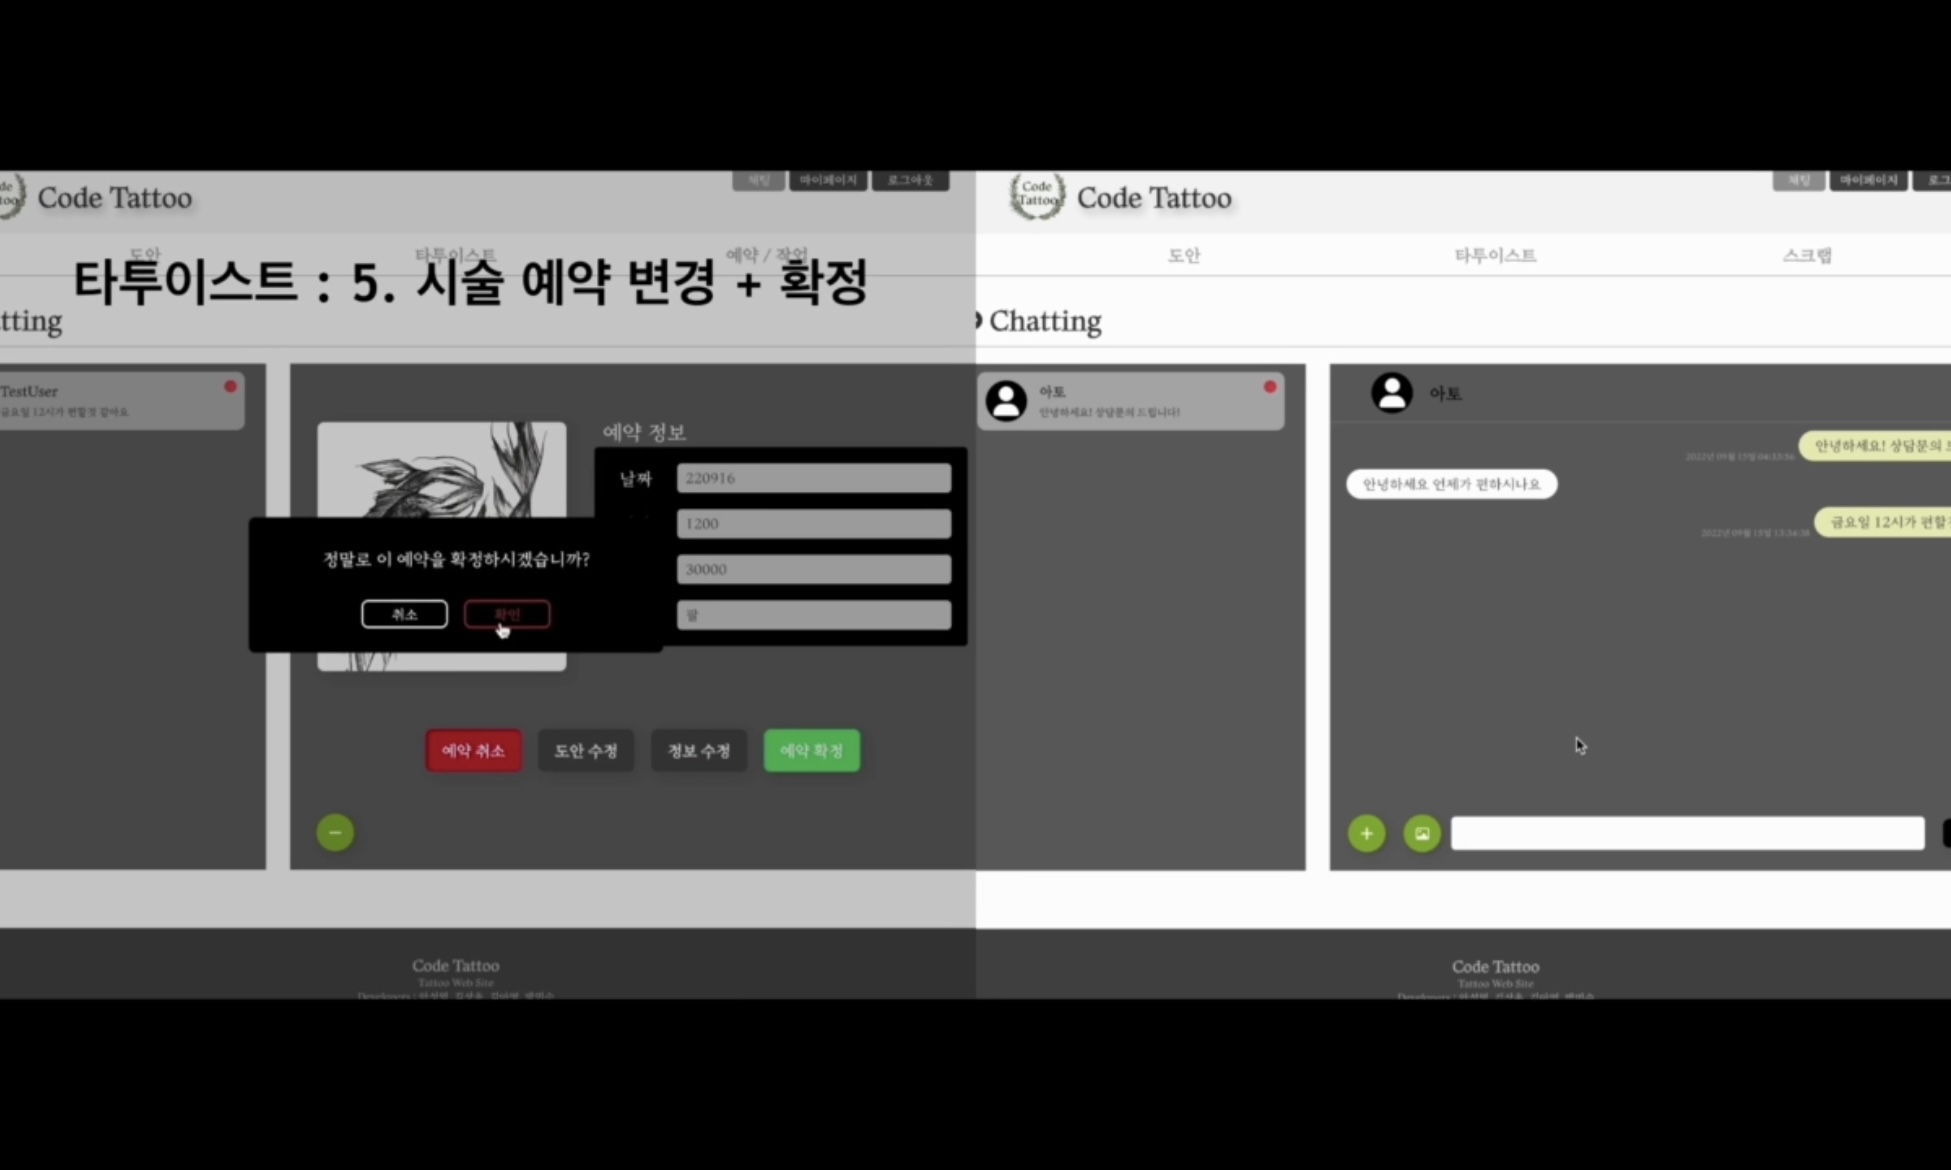 Code Tattoo
채팅
마이페이지
로그아웃
도안
타투이스트
예약 / 작업
타투이스트 : 5. 시술 예약 변경 + 확정
tting
TestUser
금요일 12시가 편할것 같아요
예약 정보
날짜
220916
1200
30000
팔
정말로 이 예약을 확정하시겠습니까?
취소
확인
예약 취소
도안 수정
정보 수정
예약 확정
Code Tattoo
Tattoo Web Site
Code
Tattoo
Code Tattoo
채팅
마이페이지
로그
도안
타투이스트
스크랩
Chatting
아토
안녕하세요! 상담문의 드립니다!
아토
안녕하세요! 상담문의
안녕하세요 언제가 편하시나요
금요일 12시가 편할
Code Tattoo
Tattoo Web Site